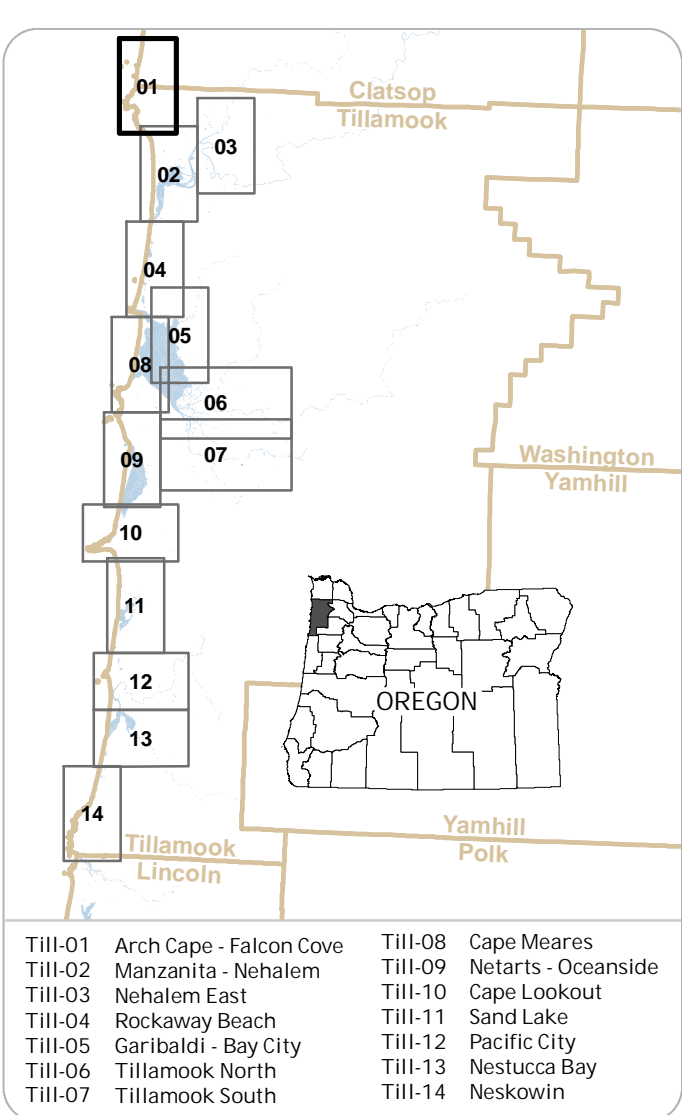 01
Clatsop
Tillamook
03
02
04
05
08
06
07
09
Washington
Yamhill
10
11
12
OREGON
13
14
Yamhill
Polk
Tillamook
Lincoln
Till-01 Arch Cape - Falcon Cove
Till-02 Manzanita - Nehalem
Till-03 Nehalem East
Till-04 Rockaway Beach
Till-05 Garibaldi - Bay City
Till-06 Tillamook North
Till-07 Tillamook South
Till-08 Cape Meares
Till-09 Netarts - Oceanside
Till-10 Cape Lookout
Till-11 Sand Lake
Till-12 Pacific City
Till-13 Nestucca Bay
Till-14 Neskowin